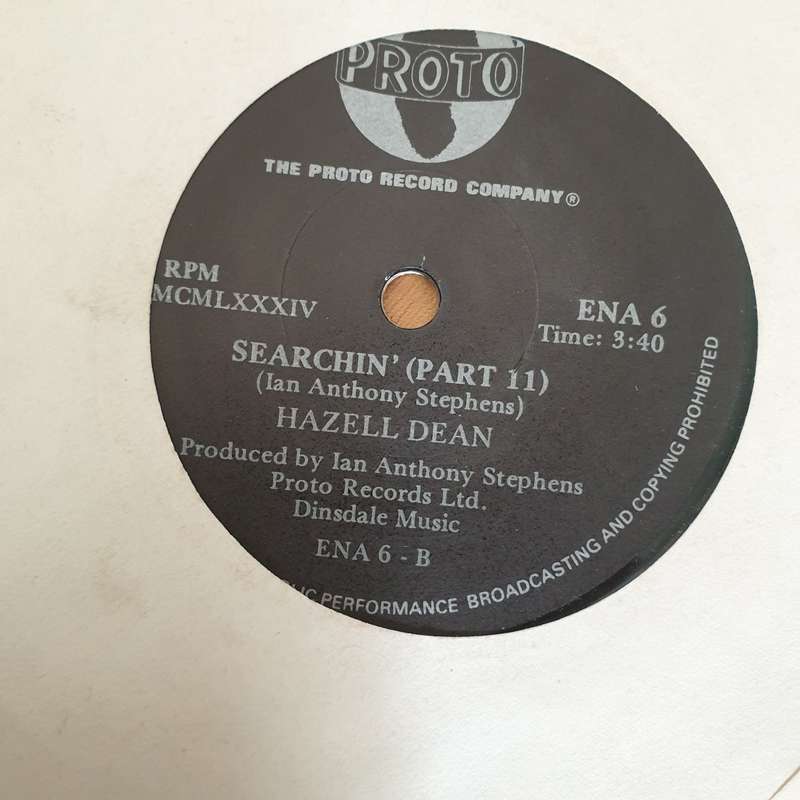 PROTO
THE PROTO RECORD COMPANY®
RPM
MCMLXXXIV
ENA 6
Time: 3:40
SEARCHIN' (PART 11)
(Ian Anthony Stephens)
HAZELL DEAN
Produced by Ian Anthony Stephens
Proto Records Ltd.
Dinsdale Music
ENA 6 - B
PERFORMANCE BROADCASTING AND COPYING PROHIBITED